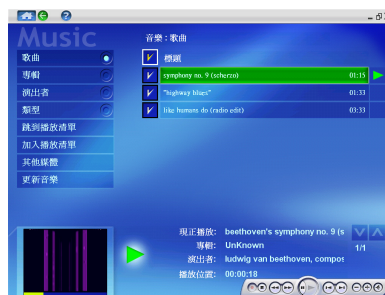 Music
音樂：歌曲
歌曲
專輯
演出者
類型
跳到播放清單
加入播放清單
其他媒體
更新音樂
標題
symphony no. 9 (scherzo) 01:15
"highway blues" 01:33
like humans do (radio edit) 03:33
現正播放: beethoven's symphony no. 9 (s
專輯: UnKnown
1/1
演出者: ludwig van beethoven, compos
播放位置: 00:00:18